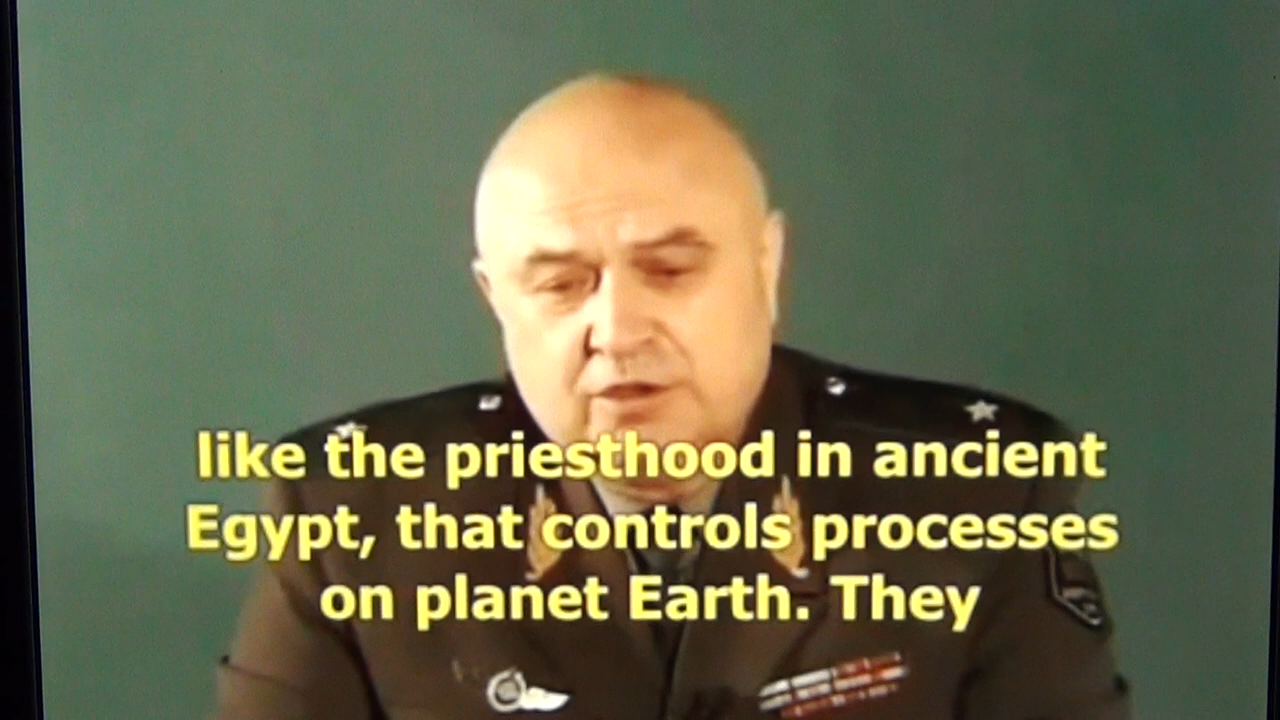 like the priesthood in ancient
Egypt, that controls processes
on planet Earth. They